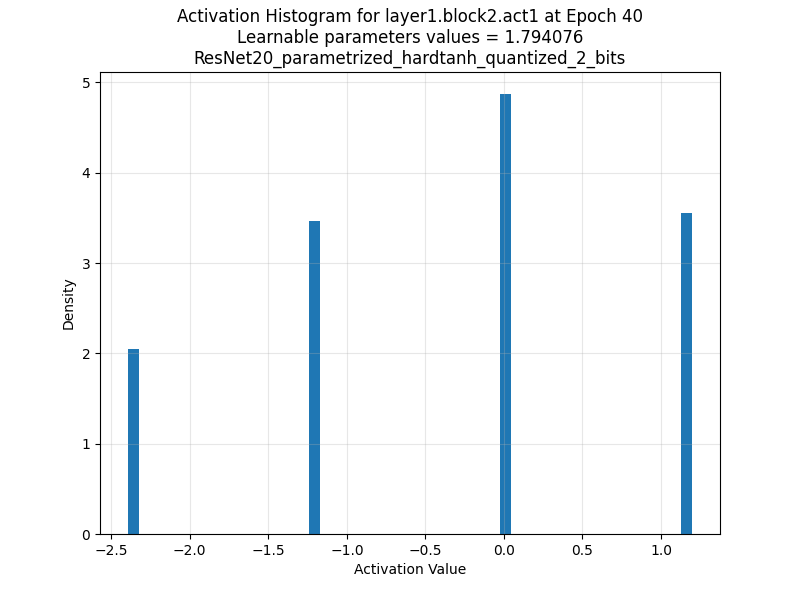 Activation Histogram for layer1.block2.act1 at Epoch 40
Learnable parameters values = 1.794076
ResNet20_parametrized_hardtanh_quantized_2_bits
5
4
3
2
1
0
Density
−2.5 −2.0 −1.5 −1.0 −0.5 0.0 0.5 1.0
Activation Value